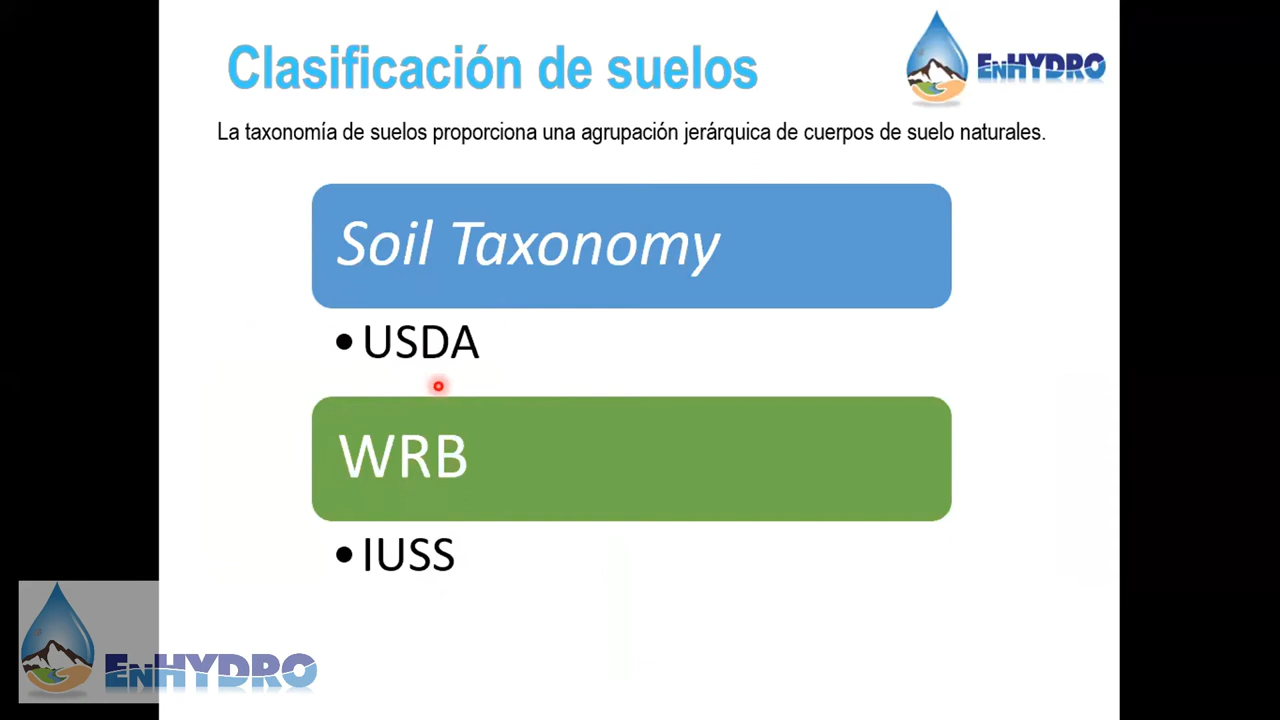 Clasificación de suelos
ENHYDRO
La taxonomía de suelos proporciona una agrupación jerárquica de cuerpos de suelo naturales.
Soil Taxonomy
• USDA
WRB
• IUSS
ENHYDRO